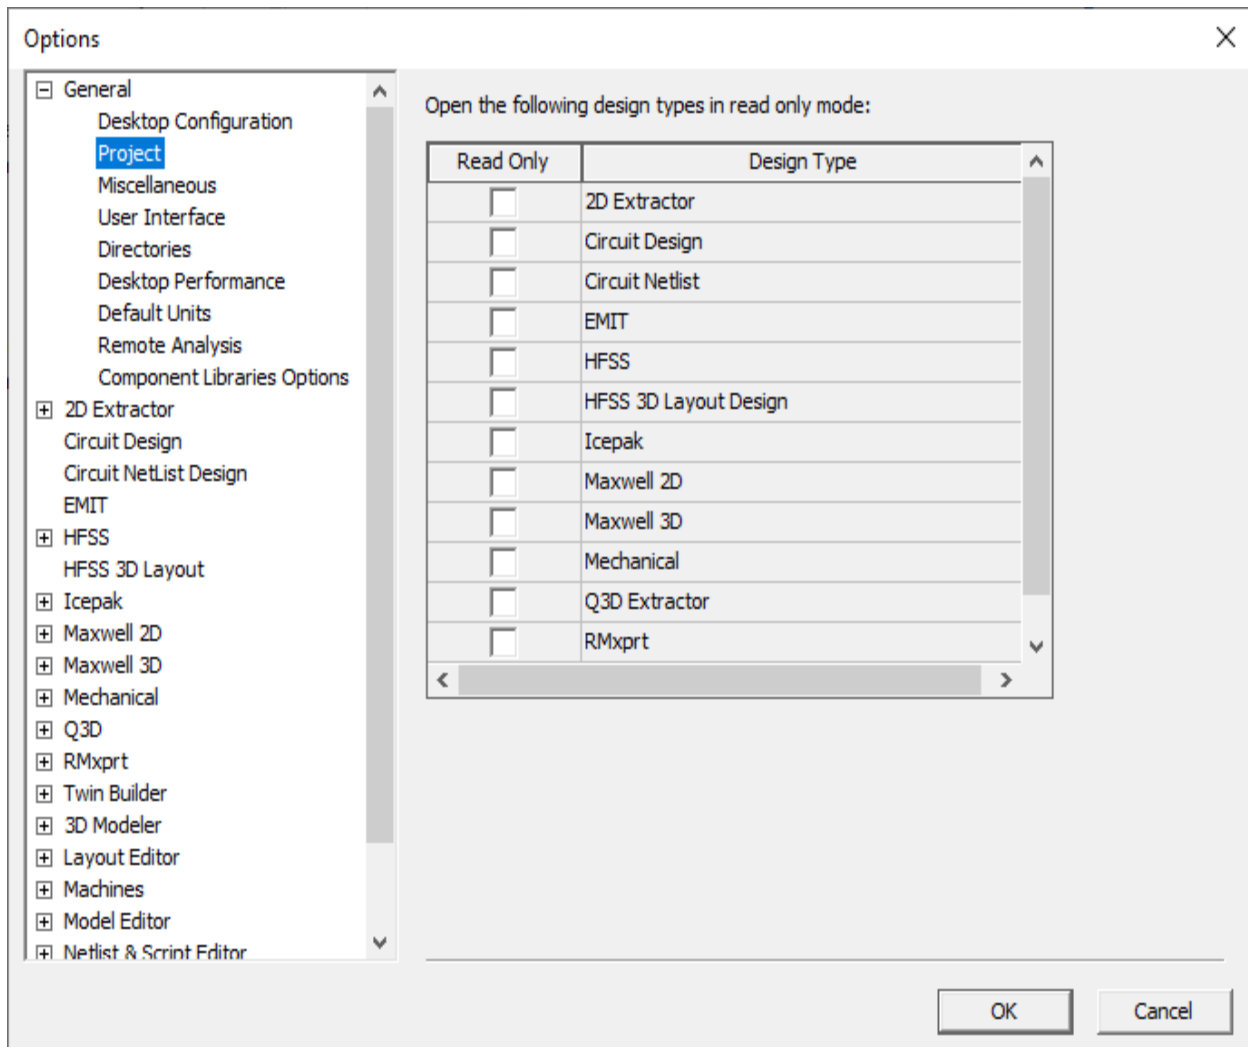 Options
General
Desktop Configuration
Project
Miscellaneous
User Interface
Directories
Desktop Performance
Default Units
Remote Analysis
Component Libraries Options
2D Extractor
Circuit Design
Circuit NetList Design
EMIT
HFSS
HFSS 3D Layout
Icepak
Maxwell 2D
Maxwell 3D
Mechanical
Q3D
RMxprt
Twin Builder
3D Modeler
Layout Editor
Machines
Model Editor
Netlist & Script Editor
Open the following design types in read only mode:
Read Only Design Type
2D Extractor
Circuit Design
Circuit Netlist
EMIT
HFSS
HFSS 3D Layout Design
Icepak
Maxwell 2D
Maxwell 3D
Mechanical
Q3D Extractor
RMxprt
OK Cancel